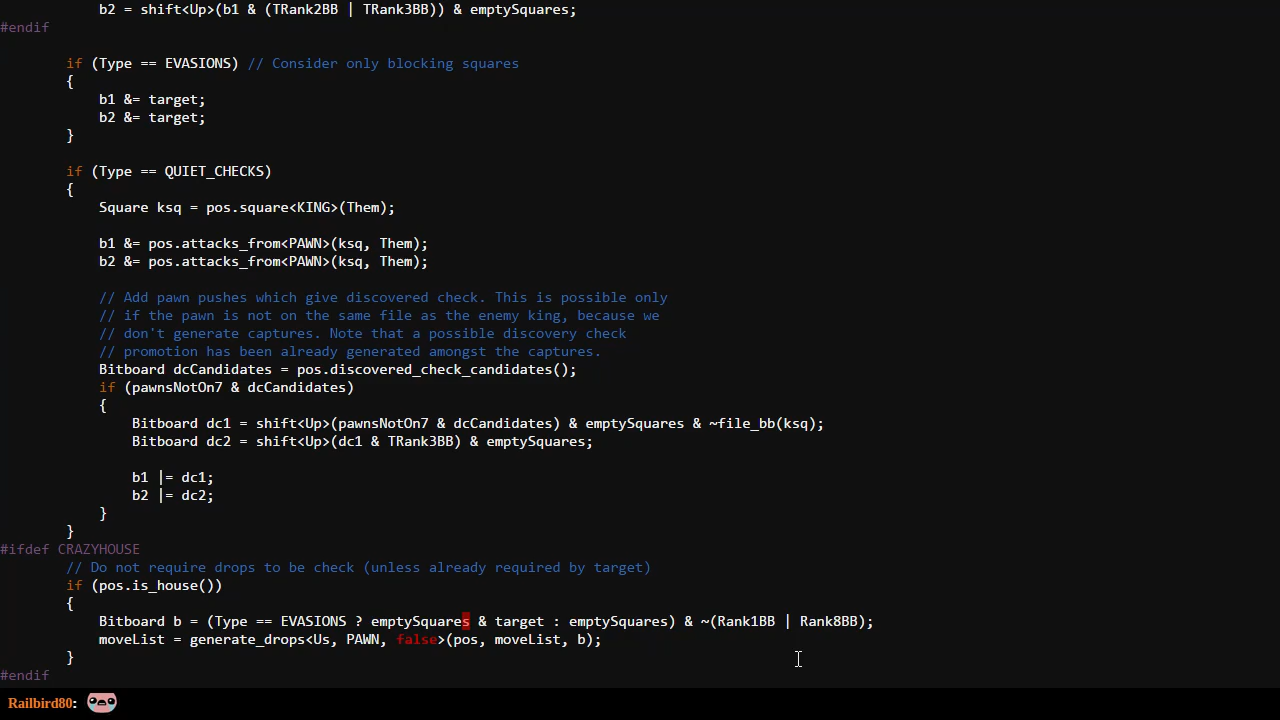 b2 = shift<Up>(b1 & (TRank2BB | TRank3BB)) & emptySquares;
#endif
if (Type == EVASIONS) // Consider only blocking squares
{
b1 &= target;
b2 &= target;
}
if (Type == QUIET_CHECKS)
{
Square ksq = pos.square<KING>(Them);
b1 &= pos.attacks_from<PAWN>(ksq, Them);
b2 &= pos.attacks_from<PAWN>(ksq, Them);
// Add pawn pushes which give discovered check. This is possible only
// if the pawn is not on the same file as the enemy king, because we
// don't generate captures. Note that a possible discovery check
// promotion has been already generated amongst the captures.
Bitboard dcCandidates = pos.discovered_check_candidates();
if (pawnsNotOn7 & dcCandidates)
{
Bitboard dc1 = shift<Up>(pawnsNotOn7 & dcCandidates) & emptySquares & ~file_bb(ksq);
Bitboard dc2 = shift<Up>(dc1 & TRank3BB) & emptySquares;
b1 |= dc1;
b2 |= dc2;
}
}
#ifdef CRAZYHOUSE
// Do not require drops to be check (unless already required by target)
if (pos.is_house())
{
Bitboard b = (Type == EVASIONS ? emptySquares & target : emptySquares) & ~(Rank1BB | Rank8BB);
moveList = generate_drops<Us, PAWN, false>(pos, moveList, b);
}
#endif
Railbird80: